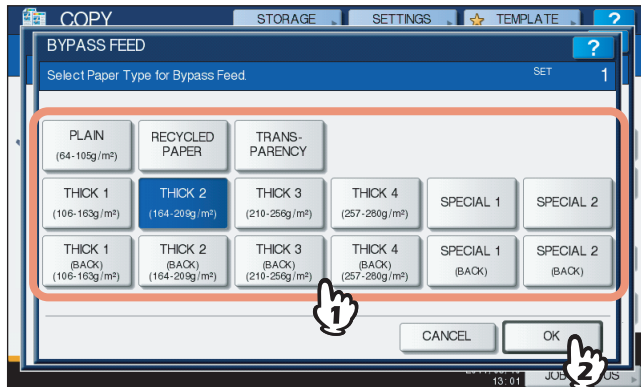 COPY STORAGE SETTINGS TEMPLATE ?
BYPASS FEED ?
Select Paper Type for Bypass Feed. SET 1
PLAIN RECYCLED TRANS-
(64-105g/m²) PAPER PARENCY
THICK 1 THICK 2 THICK 3 THICK 4 SPECIAL 1 SPECIAL 2
(106-163g/m²) (164-209g/m²) (210-256g/m²) (257-280g/m²)
THICK 1 THICK 2 THICK 3 THICK 4 SPECIAL 1 SPECIAL 2
(BACK) (BACK) (BACK) (BACK) (BACK) (BACK)
(106-163g/m²) (164-209g/m²) (210-256g/m²) (257-280g/m²)
1
CANCEL OK
2
13:01